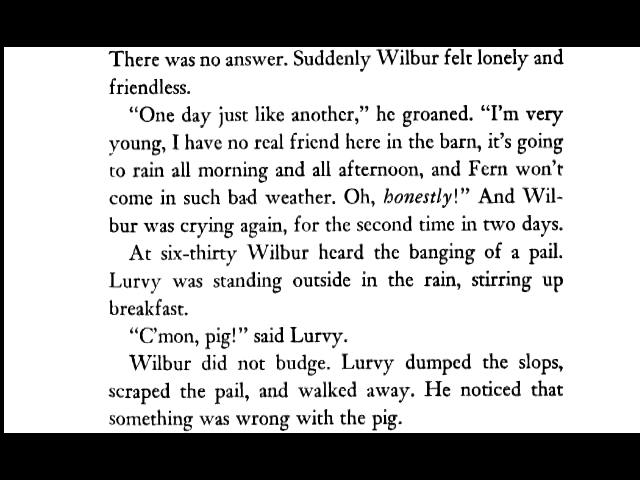 There was no answer. Suddenly Wilbur felt lonely and
friendless.
“One day just like another,” he groaned. “I'm very
young, I have no real friend here in the barn, it's going
to rain all morning and all afternoon, and Fern won't
come in such bad weather. Oh, honestly!” And Wil-
bur was crying again, for the second time in two days.
At six-thirty Wilbur heard the banging of a pail.
Lurvy was standing outside in the rain, stirring up
breakfast.
“C'mon, pig!” said Lurvy.
Wilbur did not budge. Lurvy dumped the slops,
scraped the pail, and walked away. He noticed that
something was wrong with the pig.